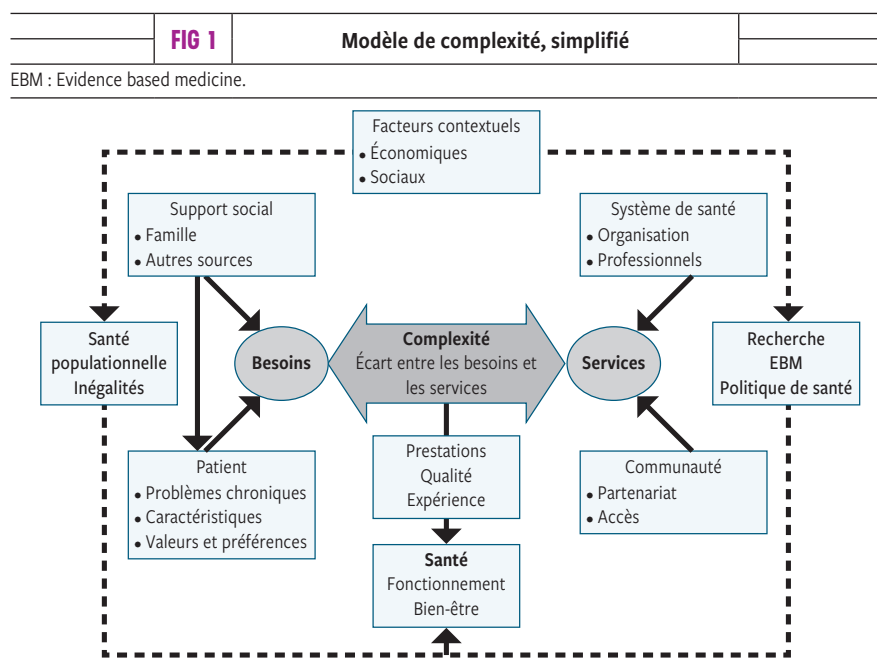 FIG 1
Modèle de complexité, simplifié
EBM : Evidence based medicine.
Facteurs contextuels
• Économiques
• Sociaux
Support social
• Famille
• Autres sources
Système de santé
• Organisation
• Professionnels
Santé
populationnelle
Inégalités
Besoins
Complexité
Écart entre les besoins et
les services
Services
Recherche
EBM
Politique de santé
Patient
• Problèmes chroniques
• Caractéristiques
• Valeurs et préférences
Prestations
Qualité
Expérience
Communauté
• Partenariat
• Accès
Santé
Fonctionnement
Bien-être